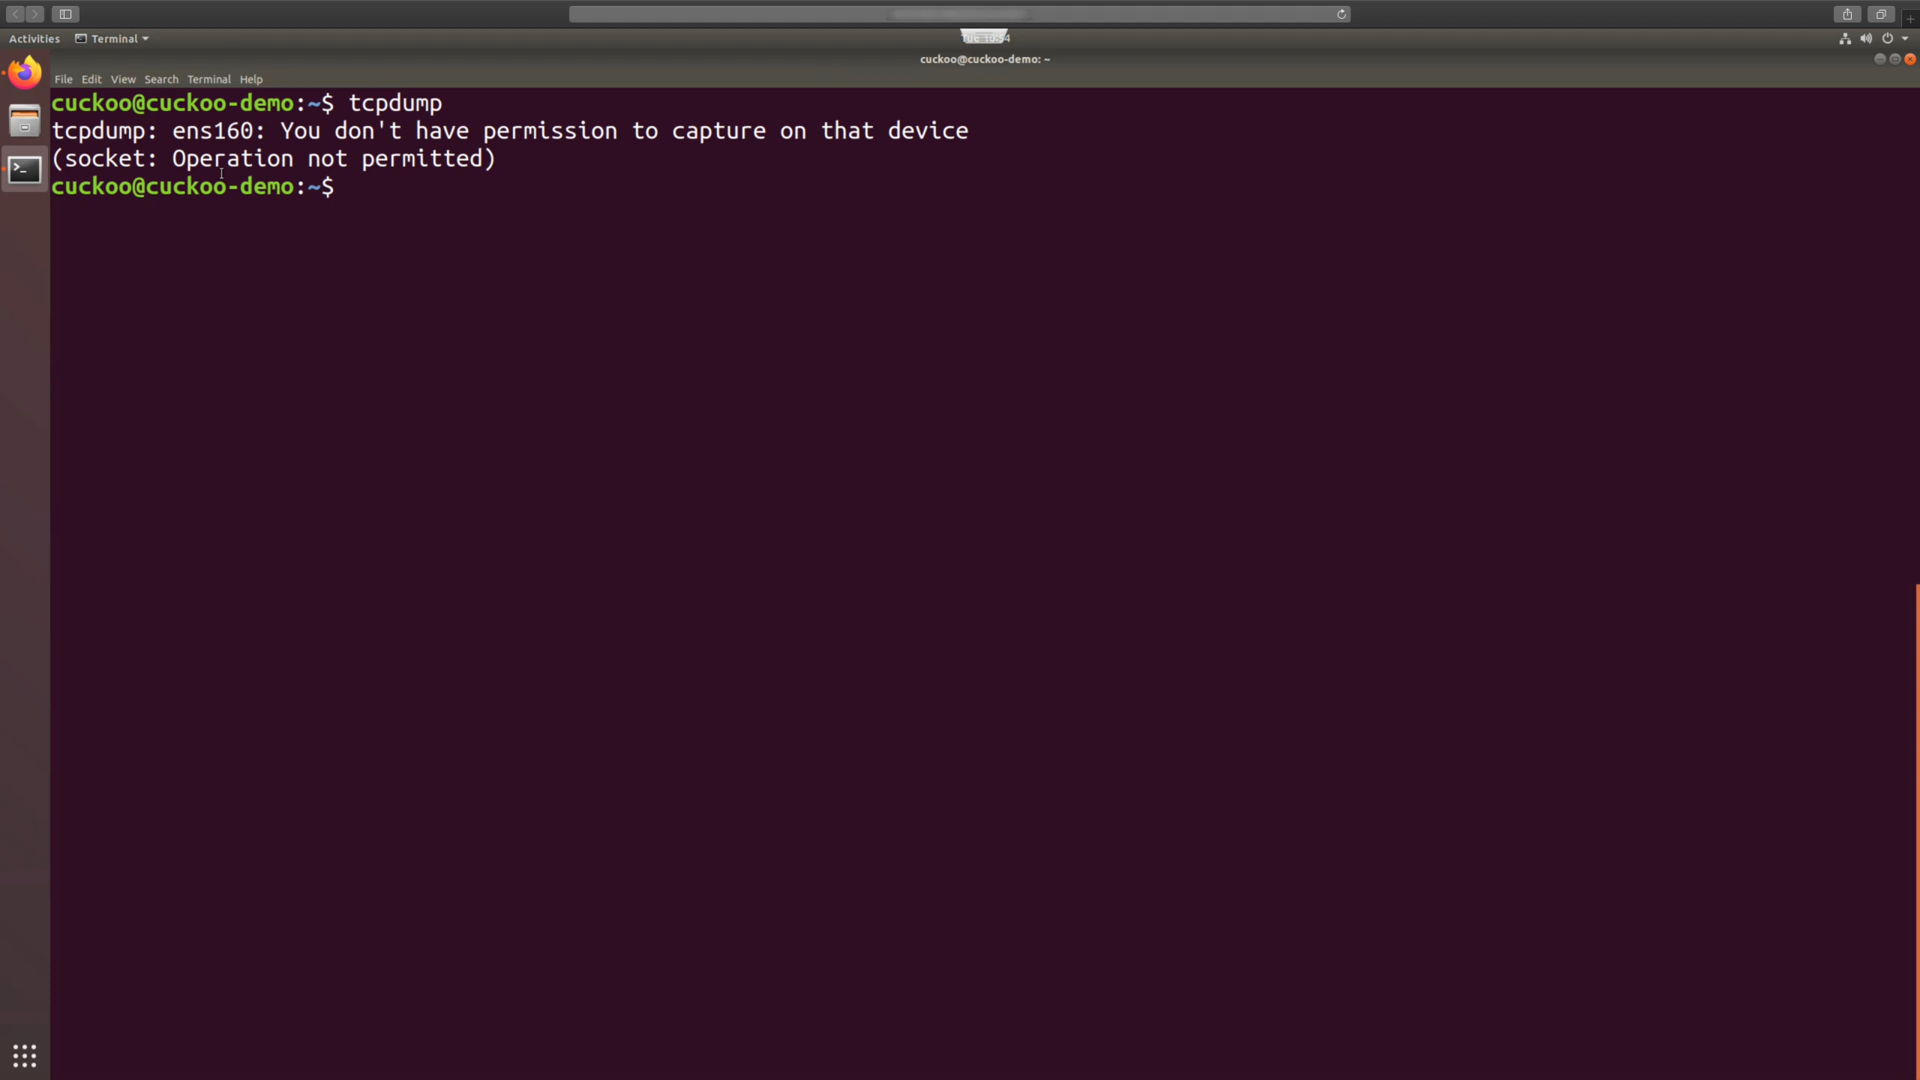 Activities Terminal
cuckoo@cuckoo-demo: ~
File Edit View Search Terminal Help
cuckoo@cuckoo-demo:~$ tcpdump
tcpdump: ens160: You don't have permission to capture on that device
(socket: Operation not permitted)
cuckoo@cuckoo-demo:~$